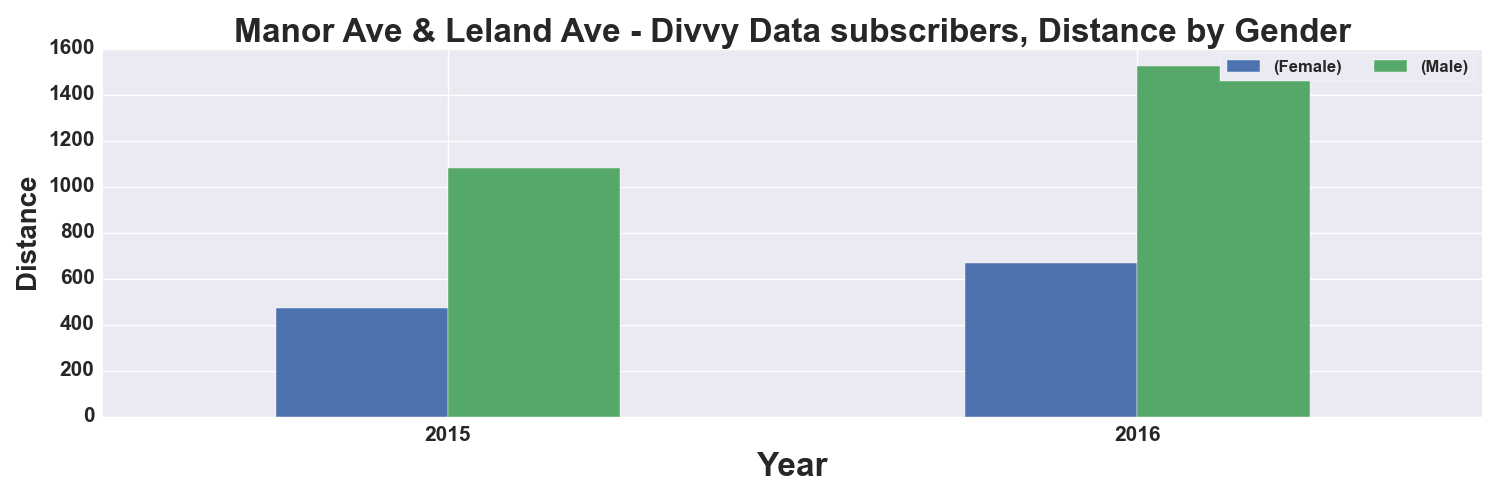 Manor Ave & Leland Ave - Divvy Data subscribers, Distance by Gender
(Female) (Male)
Distance
1600
1400
1200
1000
800
600
400
200
0
2015 2016
Year